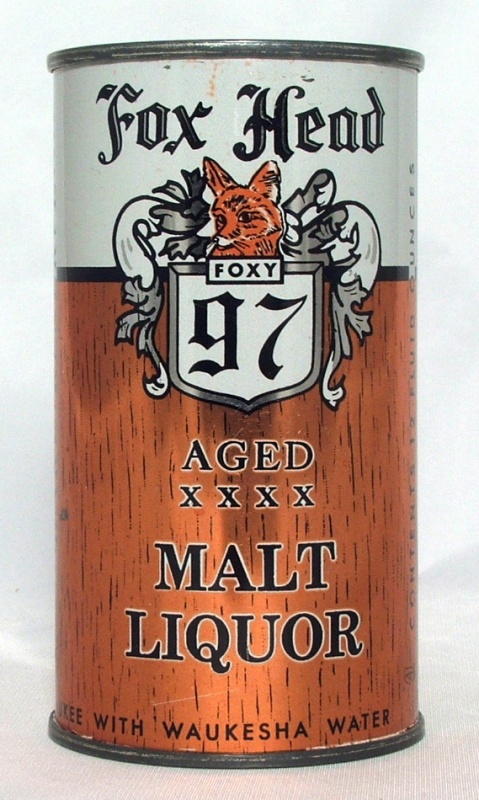 Fox Head
FOXY
97
AGED
XXXX
MALT
LIQUOR
KEE WITH WAUKESHA WATER
CONTENTS 12 FLUID OUNCES